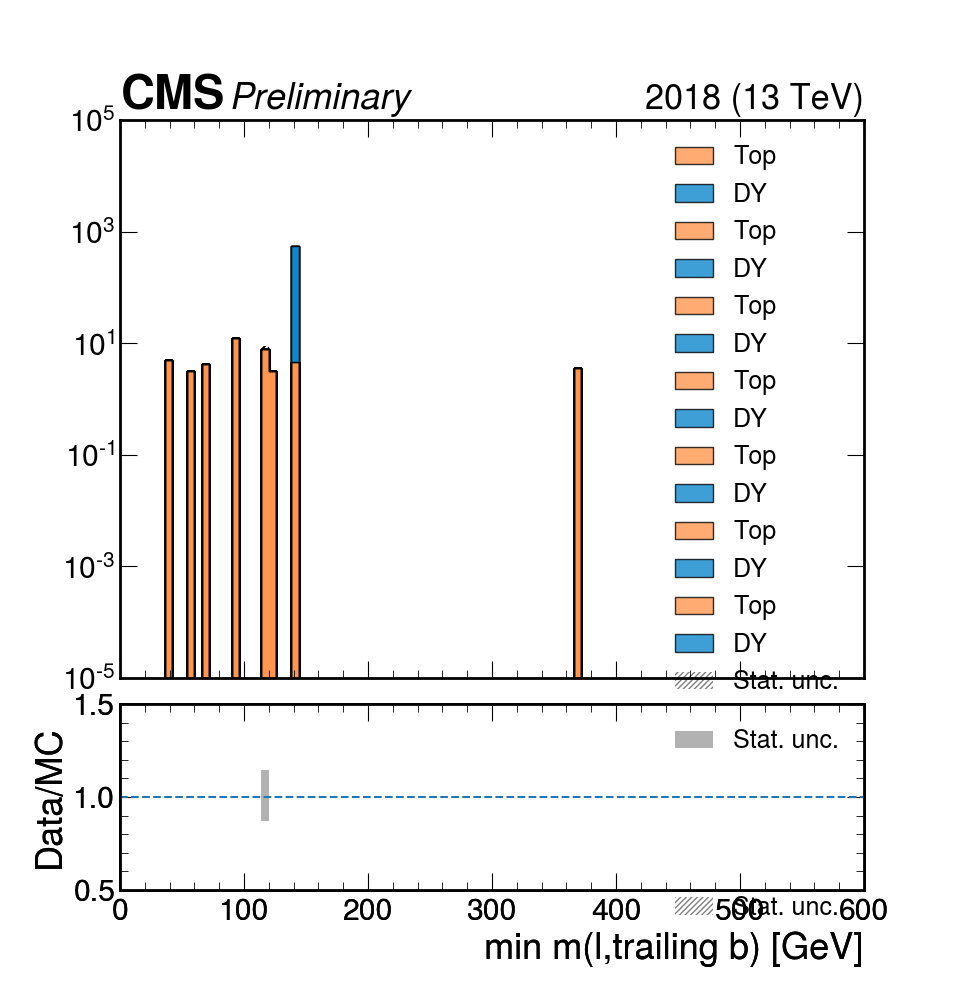 CMS Preliminary 2018 (13 TeV)
10^5
10^3
10^1
10^-1
10^-3
10^-5
Top
DY
Top
DY
Top
DY
Top
DY
Top
DY
Top
DY
Top
DY
Stat. unc.
1.5
1.0
0.5
Data/MC
Stat. unc.
0 100 200 300 400 500 600
Stat. unc.
min m(l,trailing b) [GeV]